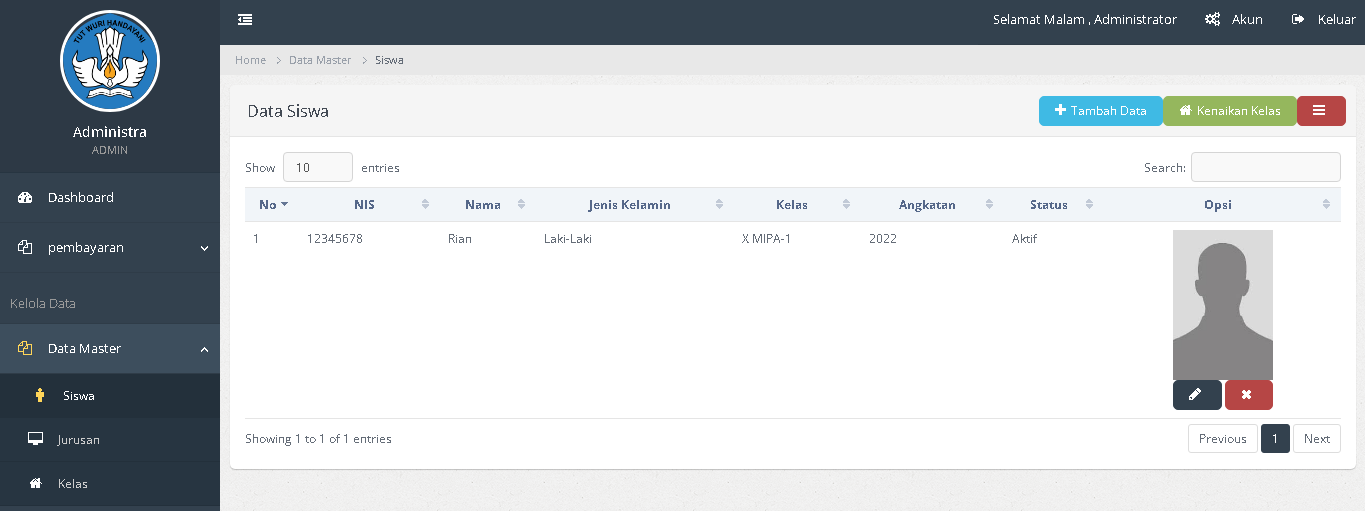 TUT WURI HANDAYANI
Administra
ADMIN
Dashboard
pembayaran
Kelola Data
Data Master
Siswa
Jurusan
Kelas
Selamat Malam , Administrator
Akun
Keluar
Home > Data Master > Siswa
Data Siswa
Tambah Data
Kenaikan Kelas
Show 10 entries
Search:
No NIS Nama Jenis Kelamin Kelas Angkatan Status Opsi
1 12345678 Rian Laki-Laki X MIPA-1 2022 Aktif
Showing 1 to 1 of 1 entries
Previous 1 Next